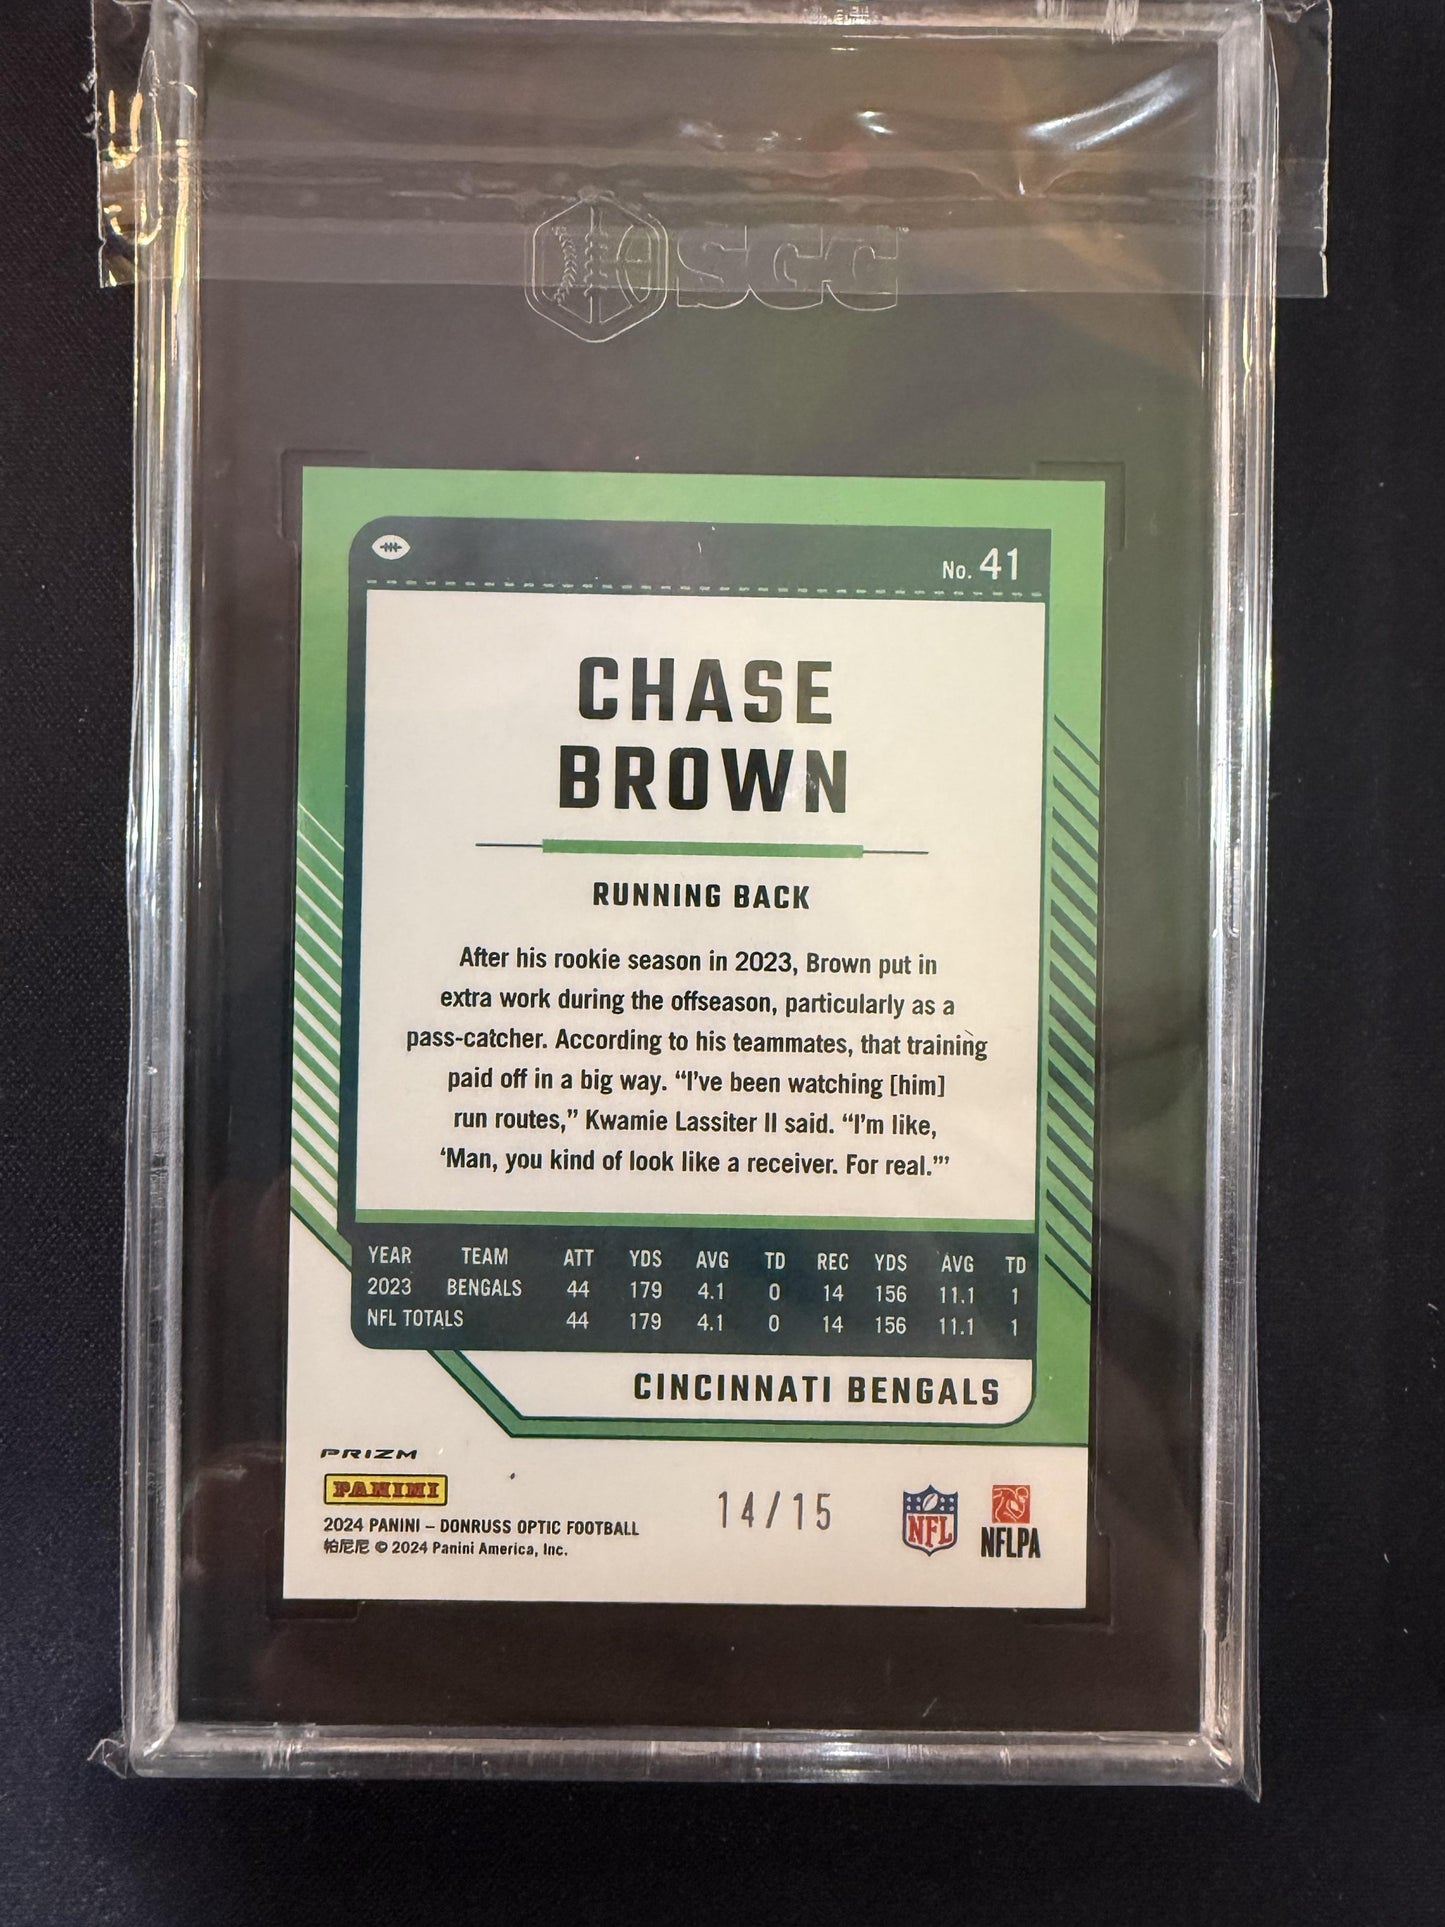 SGC
No. 41
CHASE
BROWN
RUNNING BACK
After his rookie season in 2023, Brown put in
extra work during the offseason, particularly as a
pass-catcher. According to his teammates, that training
paid off in a big way. “I’ve been watching [him]
run routes,” Kwamie Lassiter II said. “I’m like,
‘Man, you kind of look like a receiver. For real.’”
YEAR TEAM ATT YDS AVG TD REC YDS AVG TD
2023 BENGALS 44 179 4.1 0 14 156 11.1 1
NFL TOTALS 44 179 4.1 0 14 156 11.1 1
CINCINNATI BENGALS
PRIZM
PANINI
2024 PANINI – DONRUSS OPTIC FOOTBALL
帕尼尼 © 2024 Panini America, Inc.
14/15
NFL
NFLPA